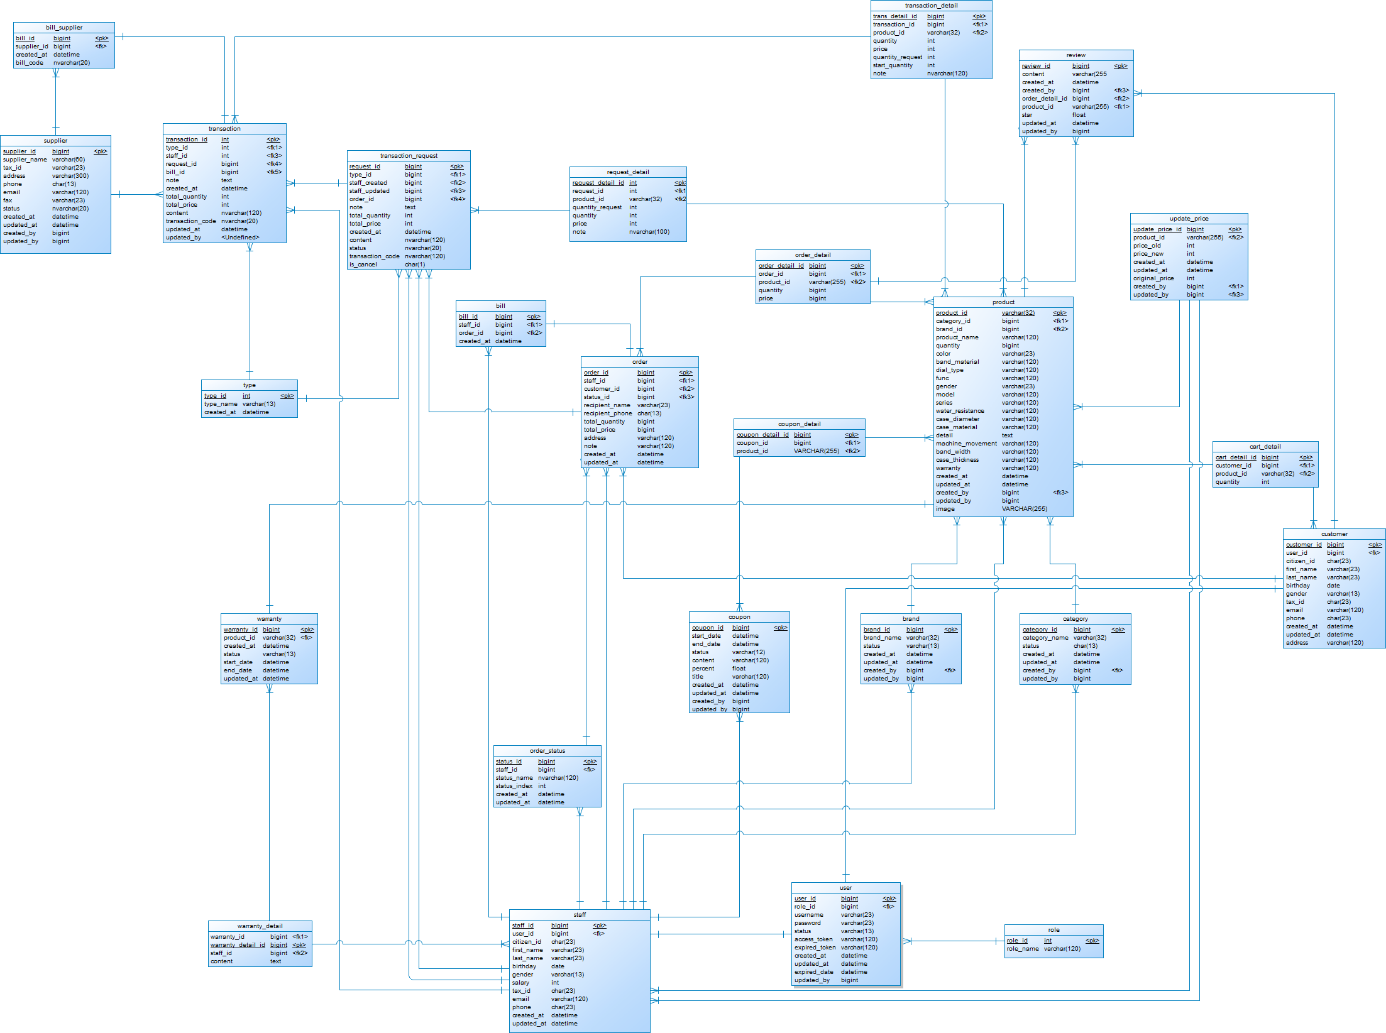 bill_supplier
bill_id bigint <pk>
supplier_id bigint <fk>
created_at datetime
bill_code nvarchar(20)
supplier
supplier_id bigint <pk>
supplier_name varchar(60)
tax_id varchar(23)
address varchar(300)
phone char(13)
email varchar(120)
fax varchar(23)
status nvarchar(20)
created_at datetime
updated_at datetime
created_by bigint
updated_by bigint
transaction
transaction_id int <pk>
type_id int <fk1>
staff_id int <fk3>
request_id bigint <fk4>
bill_id bigint <fk5>
note text
created_at datetime
total_quantity int
total_price int
content nvarchar(120)
transaction_code nvarchar(20)
updated_at datetime
updated_by <Undefined>
transaction_request
request_id bigint <pk>
type_id bigint <fk1>
staff_created bigint <fk2>
staff_updated bigint <fk3>
order_id bigint <fk4>
note text
total_quantity int
total_price int
created_at datetime
content nvarchar(120)
status nvarchar(20)
transaction_code nvarchar(120)
is_cancel char(1)
request_detail
request_detail_id int <pk
request_id int <fk1
product_id varchar(32) <fk2
quantity_request int
quantity int
price int
note nvarchar(100)
transaction_detail
trans_detail_id bigint <pk>
transaction_id bigint <fk1>
product_id varchar(32) <fk2>
quantity int
price int
quantity_request int
start_quantity int
note nvarchar(120)
review
review_id bigint <pk>
content varchar(255
created_at datetime
created_by bigint <fk3>
order_detail_id bigint <fk2>
product_id varchar(255) <fk1>
star float
updated_at datetime
updated_by bigint
update_price
update_price_id bigint <pk>
product_id varchar(255) <fk2>
price_old int
price_new int
created_at datetime
updated_at datetime
original_price int
created_by bigint <fk1>
updated_by bigint <fk3>
order_detail
order_detail_id bigint <pk>
order_id bigint <fk1>
product_id varchar(255) <fk2>
quantity bigint
price bigint
bill
bill_id bigint <pk>
staff_id bigint <fk1>
order_id bigint <fk2>
created_at datetime
type
type_id int <pk>
type_name varchar(13)
created_at datetime
order
order_id bigint <pk>
staff_id bigint <fk1>
customer_id bigint <fk2>
status_id bigint <fk3>
recipient_name varchar(23)
recipient_phone char(13)
total_quantity bigint
total_price bigint
address varchar(120)
note varchar(120)
created_at datetime
updated_at datetime
product
product_id varchar(32) <pk>
category_id bigint <fk1>
brand_id bigint <fk2>
product_name varchar(120)
quantity bigint
color varchar(23)
band_material varchar(120)
dial_type varchar(120)
func varchar(120)
gender varchar(23)
model varchar(120)
series varchar(120)
water_resistance varchar(120)
case_diameter varchar(120)
case_material varchar(120)
detail text
machine_movement varchar(120)
band_width varchar(120)
case_thickness varchar(120)
warranty varchar(120)
created_at datetime
updated_at datetime
created_by bigint <fk3>
updated_by bigint
image VARCHAR(255)
coupon_detail
coupon_detail_id bigint <pk>
coupon_id bigint <fk1>
product_id VARCHAR(255) <fk2>
cart_detail
cart_detail_id bigint <pk>
customer_id bigint <fk1>
product_id varchar(32) <fk2>
quantity int
customer
customer_id bigint <pk>
user_id bigint <fk>
citizen_id char(23)
first_name varchar(23)
last_name varchar(23)
birthday date
gender varchar(13)
tax_id char(23)
email varchar(120)
phone char(23)
created_at datetime
updated_at datetime
address varchar(120)
warranty
warranty_id bigint <pk>
product_id varchar(32) <fk>
created_at datetime
status varchar(13)
start_date datetime
end_date datetime
updated_at datetime
coupon
coupon_id bigint <pk>
start_date datetime
end_date datetime
status varchar(12)
content varchar(120)
percent float
title varchar(120)
created_at datetime
updated_at datetime
created_by bigint
updated_by bigint
brand
brand_id bigint <pk>
brand_name varchar(32)
status varchar(13)
created_at datetime
updated_at datetime
created_by bigint <fk>
updated_by bigint
category
category_id bigint <pk>
category_name varchar(32)
status char(13)
created_at datetime
updated_at datetime
created_by bigint <fk>
updated_by bigint
order_status
status_id bigint <pk>
staff_id bigint <fk>
status_name nvarchar(120)
status_index int
created_at datetime
updated_at datetime
warranty_detail
warranty_id bigint <fk1>
warranty_detail_id bigint <pk>
staff_id bigint <fk2>
content text
staff
staff_id bigint <pk>
user_id bigint <fk>
citizen_id char(23)
first_name varchar(23)
last_name varchar(23)
birthday date
gender varchar(13)
salary int
tax_id char(23)
email varchar(120)
phone char(23)
created_at datetime
updated_at datetime
user
user_id bigint <pk>
role_id bigint <fk>
username varchar(23)
password varchar(23)
status varchar(13)
access_token varchar(120)
expired_token varchar(120)
created_at datetime
updated_at datetime
expired_date datetime
updated_by bigint
role
role_id int <pk>
role_name varchar(120)